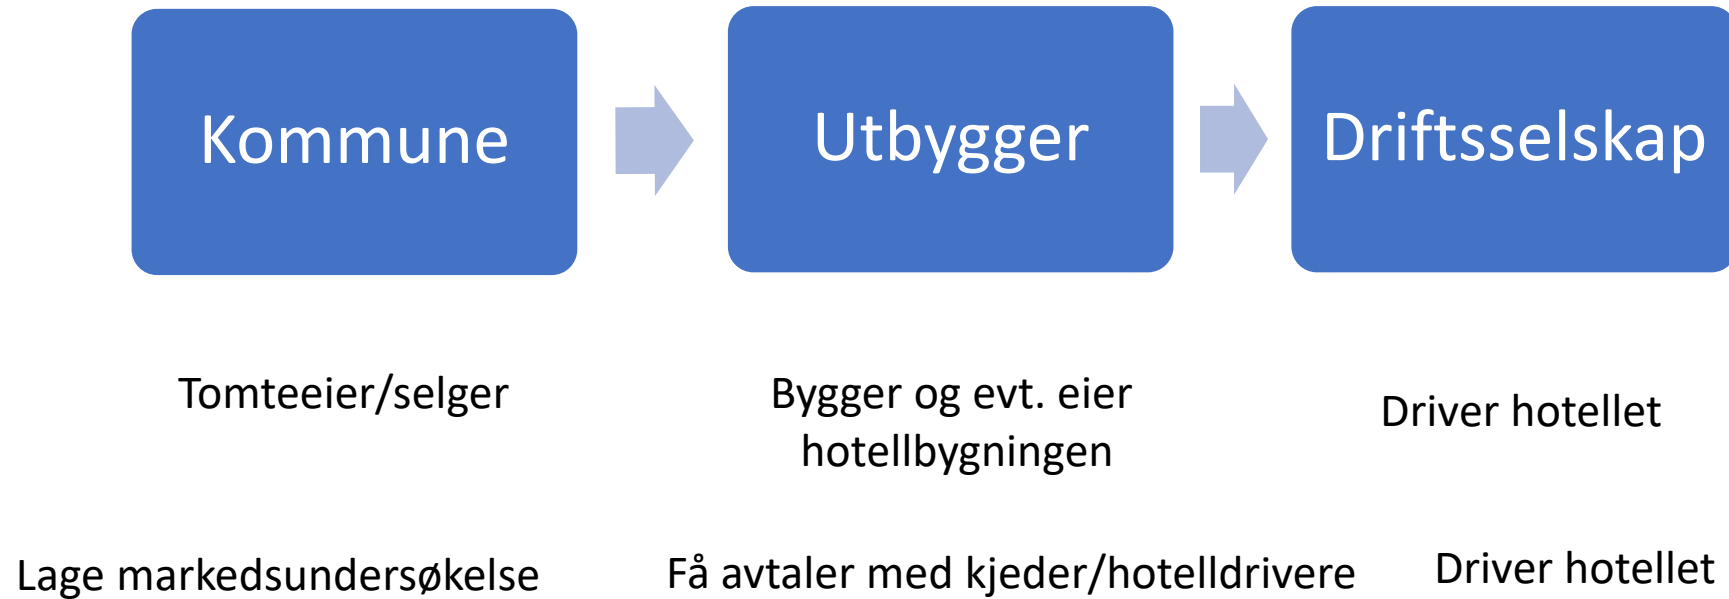 Kommune
Utbygger
Driftsselskap
Tomteeier/selger
Bygger og evt. eier
hotellbygningen
Driver hotellet
Lage markedsundersøkelse
Få avtaler med kjeder/hotelldrivere
Driver hotellet